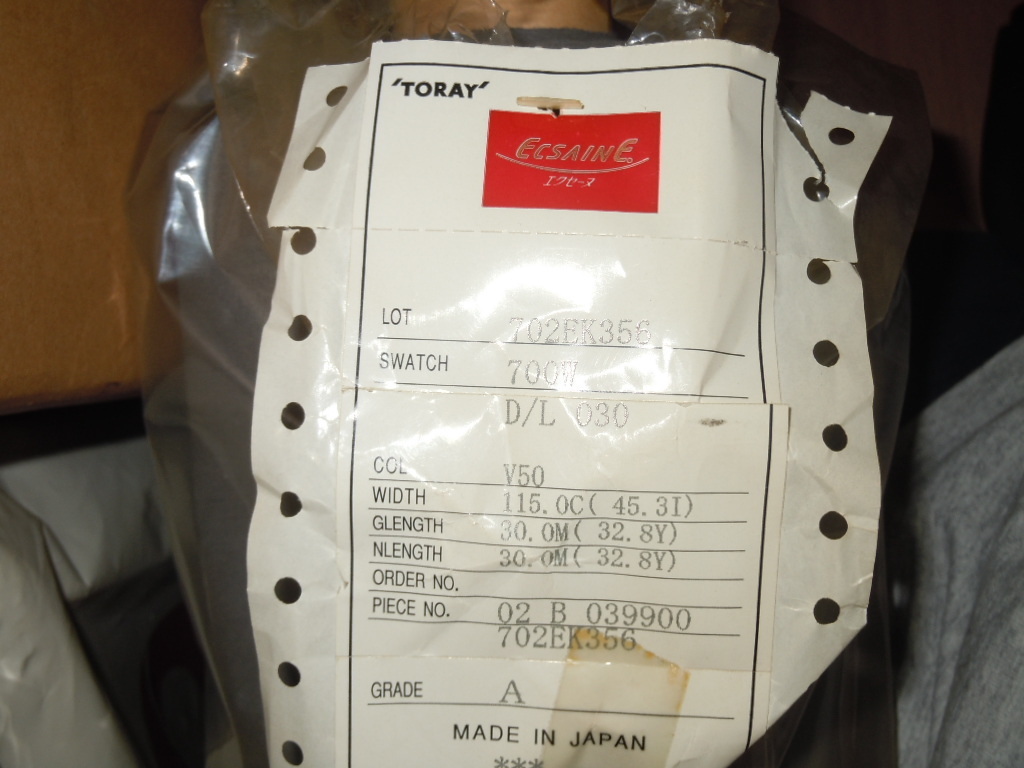 'TORAY'
ECSAINE
エクセーヌ
LOT 702EK356
SWATCH 700W
D/L 030
COL V50
WIDTH 115.0C( 45.3I)
GLENGTH 30.0M( 32.8Y)
NLENGTH 30.0M( 32.8Y)
ORDER NO.
PIECE NO. 02 B 039900
702EK356
GRADE A
MADE IN JAPAN
***